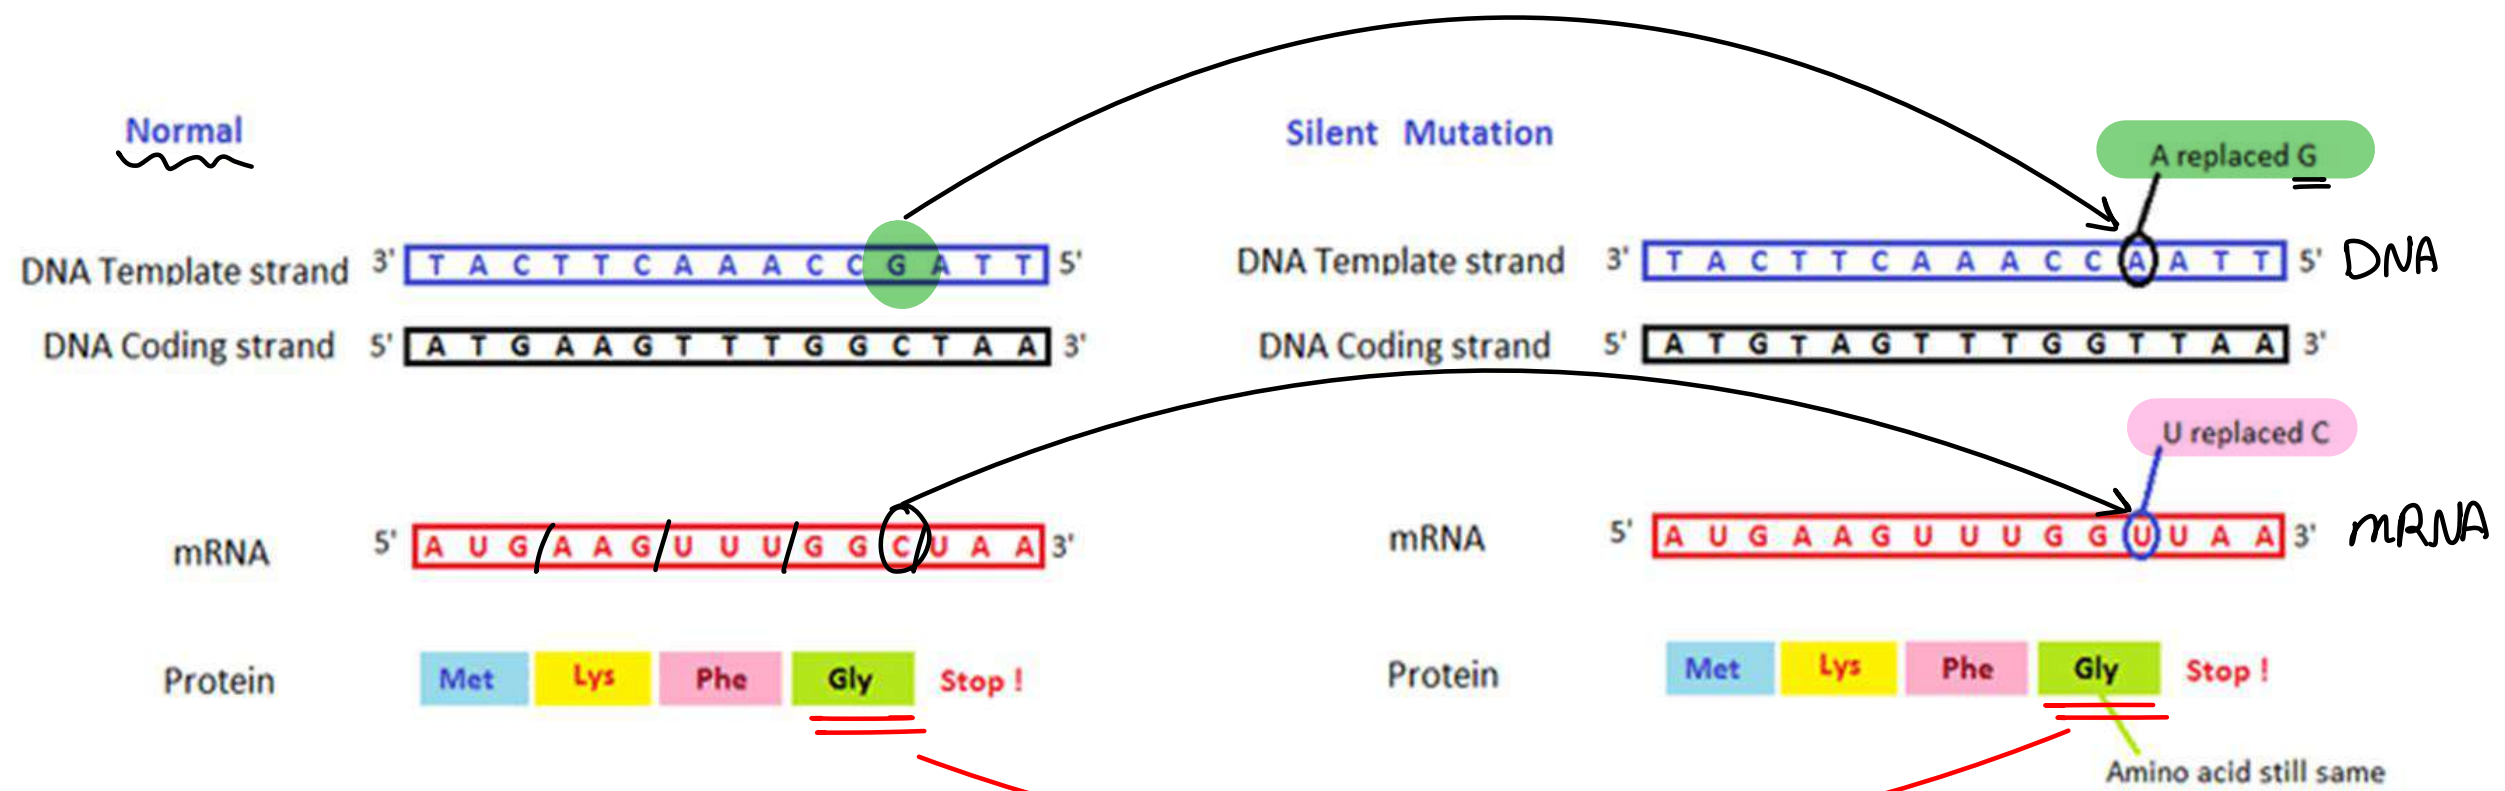 Normal
Silent Mutation
A replaced G
DNA Template strand 3' T A C T T C A A A C C G A T T 5'
DNA Template strand 3' T A C T T C A A A C C A A T T 5' DNA
DNA Coding strand 5' A T G A A G T T T G G C T A A 3'
DNA Coding strand 5' A T G T A G T T T G G T T A A 3'
U replaced C
mRNA 5' A U G A A G U U U G G C U A A 3'
mRNA 5' A U G A A G U U U G G U U A A 3' mRNA
Protein Met Lys Phe Gly Stop !
Protein Met Lys Phe Gly Stop !
Amino acid still same